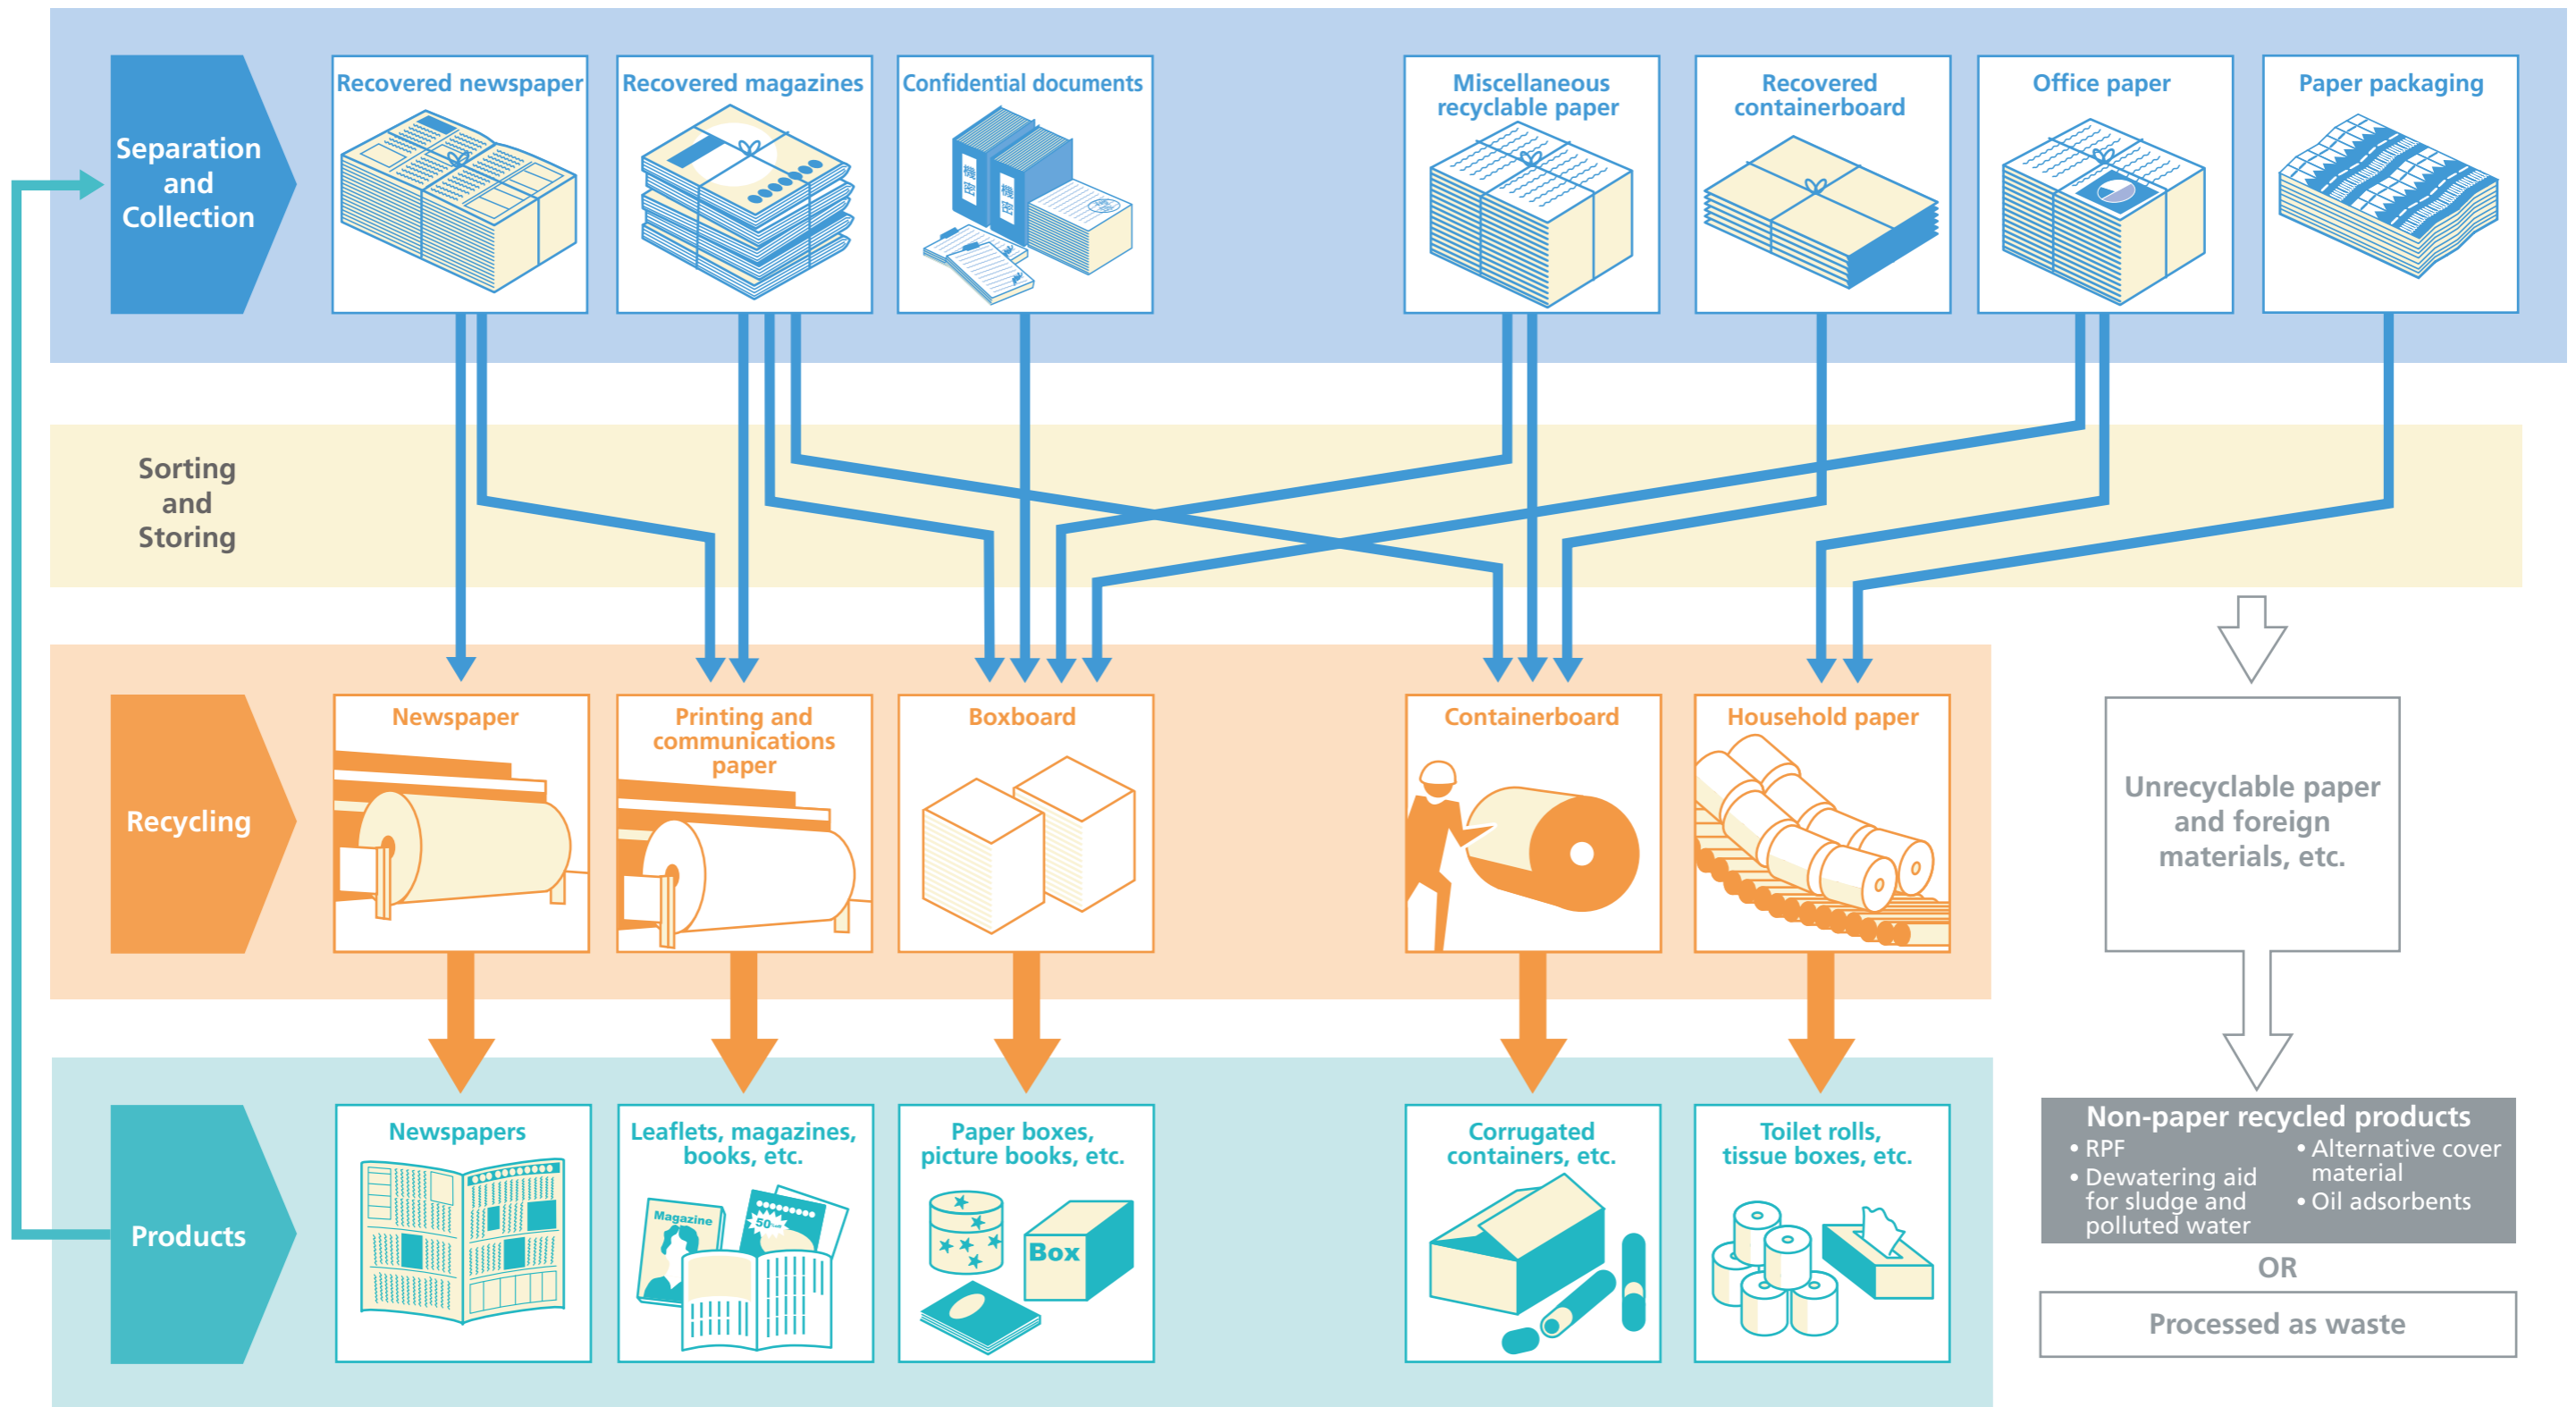 Separation
and
Collection
Recovered newspaper
Recovered magazines
Confidential documents
機密
機密
Miscellaneous
recyclable paper
Recovered
containerboard
Office paper
Paper packaging
Sorting
and
Storing
Recycling
Newspaper
Printing and
communications
paper
Boxboard
Containerboard
Household paper
Unrecyclable paper
and foreign
materials, etc.
Products
Newspapers
Leaflets, magazines,
books, etc.
Magazine
Paper boxes,
picture books, etc.
Box
Corrugated
containers, etc.
Toilet rolls,
tissue boxes, etc.
Non-paper recycled products
• RPF
• Dewatering aid
for sludge and
polluted water
• Alternative cover
material
• Oil adsorbents
OR
Processed as waste